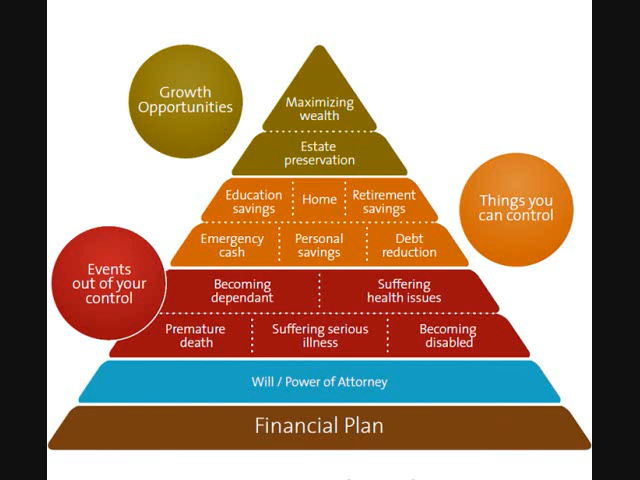 Growth
Opportunities
Maximizing
wealth
Estate
preservation
Education
savings
Home
Retirement
savings
Things you
can control
Emergency
cash
Personal
savings
Debt
reduction
Events
out of your
control
Becoming
dependant
Suffering
health issues
Premature
death
Suffering serious
illness
Becoming
disabled
Will / Power of Attorney
Financial Plan